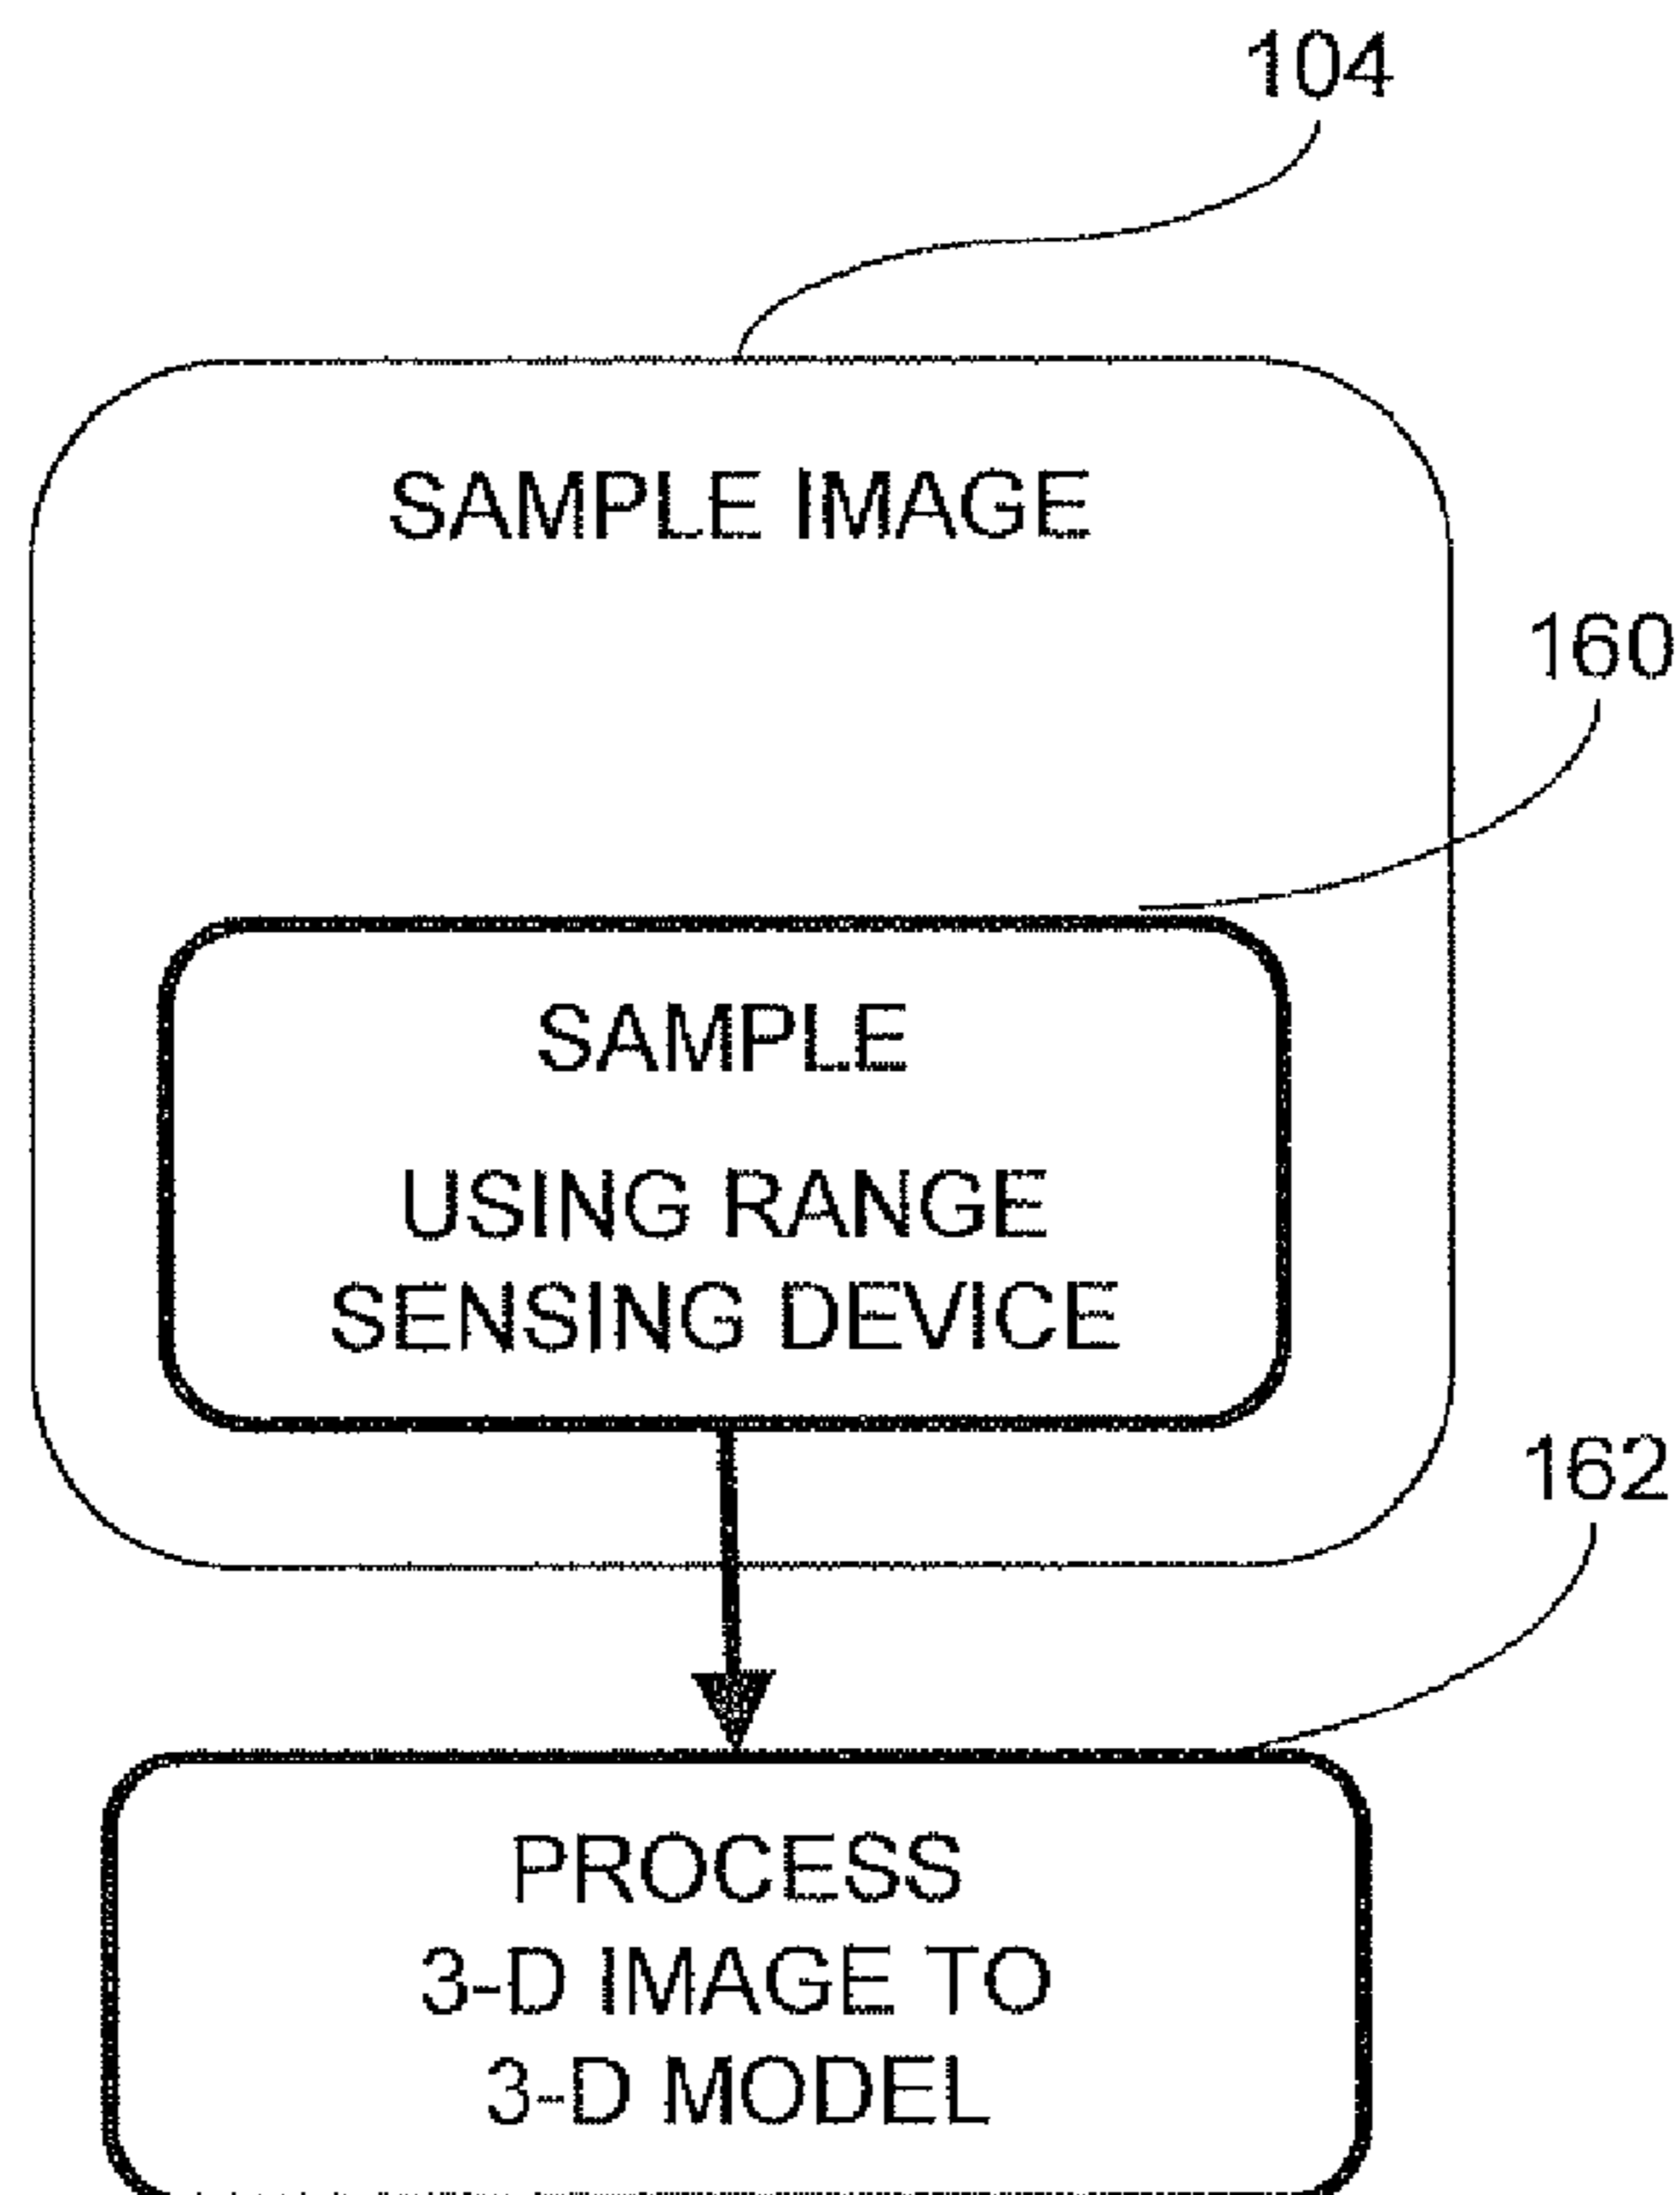 104
SAMPLE IMAGE
160
SAMPLE
USING RANGE
SENSING DEVICE
162
PROCESS
3-D IMAGE TO
3-D MODEL